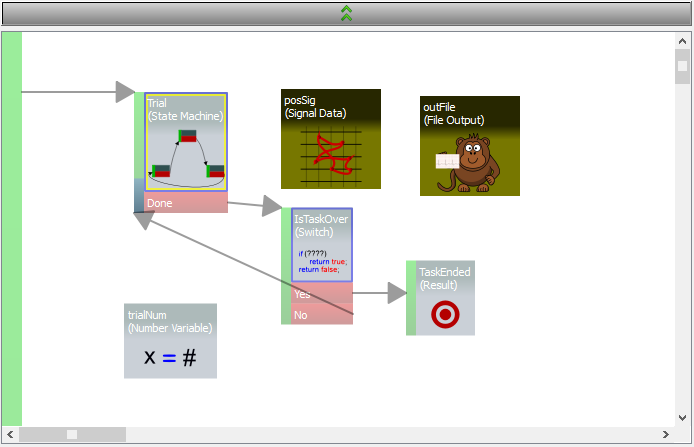 Trial
(State Machine)
Done
posSig
(Signal Data)
outFile
(File Output)
IsTaskOver
(Switch)
if (????)
return true;
return false;
Yes
No
TaskEnded
(Result)
trialNum
(Number Variable)
x = #